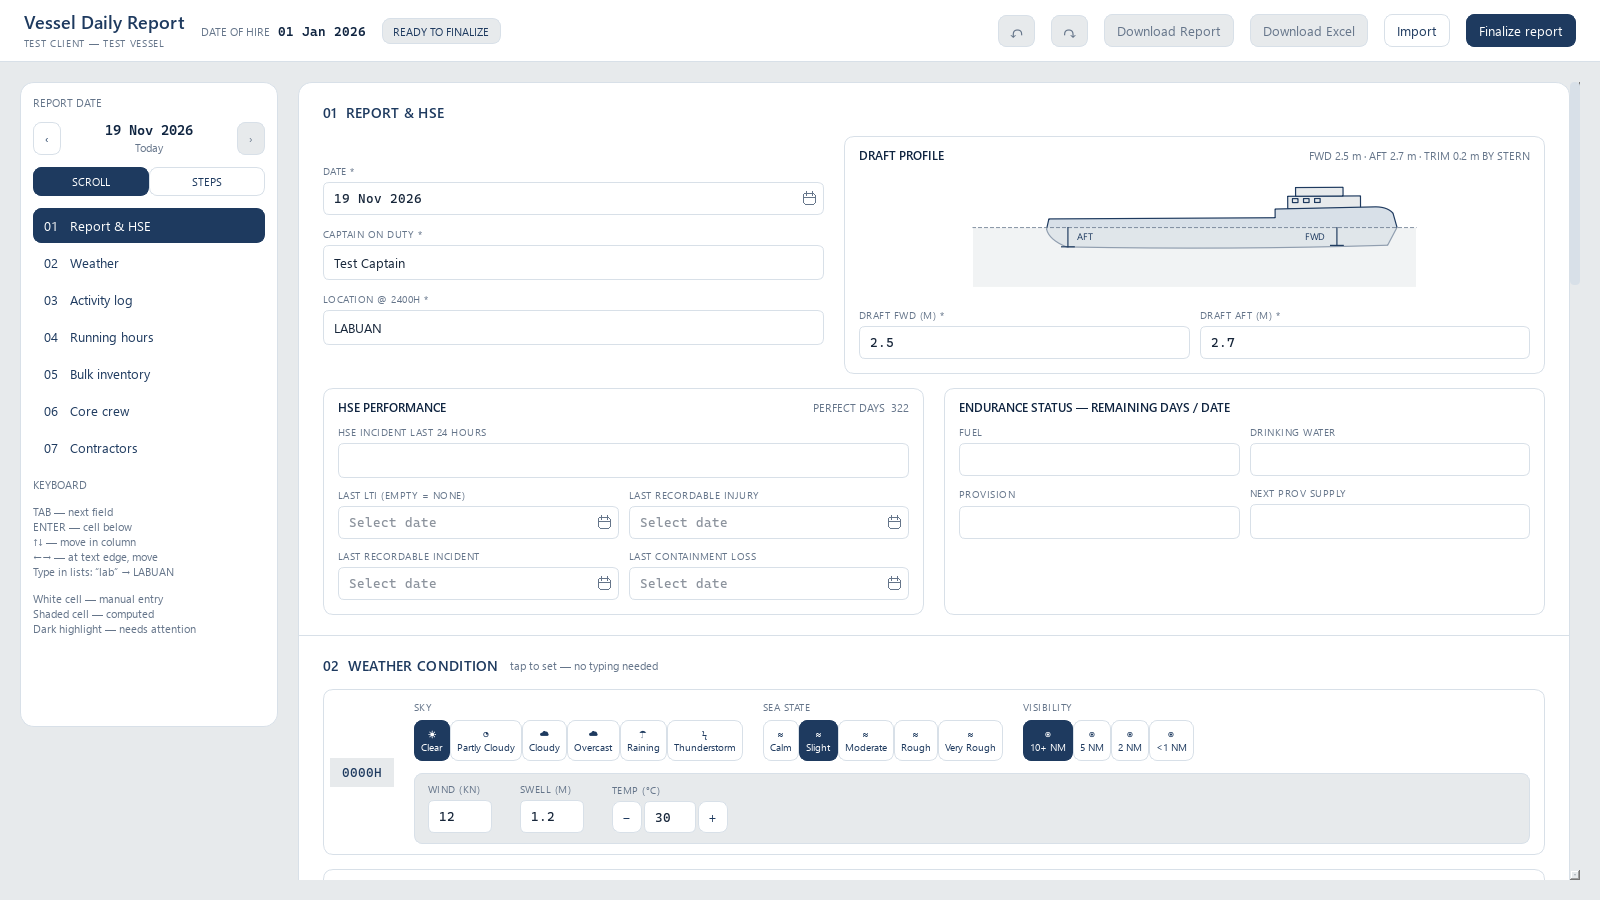 Vessel Daily Report
TEST CLIENT — TEST VESSEL
DATE OF HIRE 01 Jan 2026
READY TO FINALIZE
Download Report
Download Excel
Import
Finalize report
REPORT DATE
‹
19 Nov 2026
Today
›
SCROLL
STEPS
01 Report & HSE
02 Weather
03 Activity log
04 Running hours
05 Bulk inventory
06 Core crew
07 Contractors
KEYBOARD
TAB — next field
ENTER — cell below
↑↓ — move in column
←→ — at text edge, move
Type in lists: "lab" → LABUAN
White cell — manual entry
Shaded cell — computed
Dark highlight — needs attention
01 REPORT & HSE
DATE *
19 Nov 2026
CAPTAIN ON DUTY *
Test Captain
LOCATION @ 2400H *
LABUAN
DRAFT PROFILE
FWD 2.5 m · AFT 2.7 m · TRIM 0.2 m BY STERN
AFT
FWD
DRAFT FWD (M) *
DRAFT AFT (M) *
2.5
2.7
HSE PERFORMANCE
PERFECT DAYS 322
HSE INCIDENT LAST 24 HOURS
LAST LTI (EMPTY = NONE)
LAST RECORDABLE INJURY
Select date
Select date
LAST RECORDABLE INCIDENT
LAST CONTAINMENT LOSS
Select date
Select date
ENDURANCE STATUS — REMAINING DAYS / DATE
FUEL
DRINKING WATER
PROVISION
NEXT PROV SUPPLY
02 WEATHER CONDITION tap to set — no typing needed
0000H
SKY
Clear
Partly Cloudy
Cloudy
Overcast
Raining
Thunderstorm
SEA STATE
Calm
Slight
Moderate
Rough
Very Rough
VISIBILITY
10+ NM
5 NM
2 NM
<1 NM
WIND (KN)
12
SWELL (M)
1.2
TEMP (°C)
− 30 +